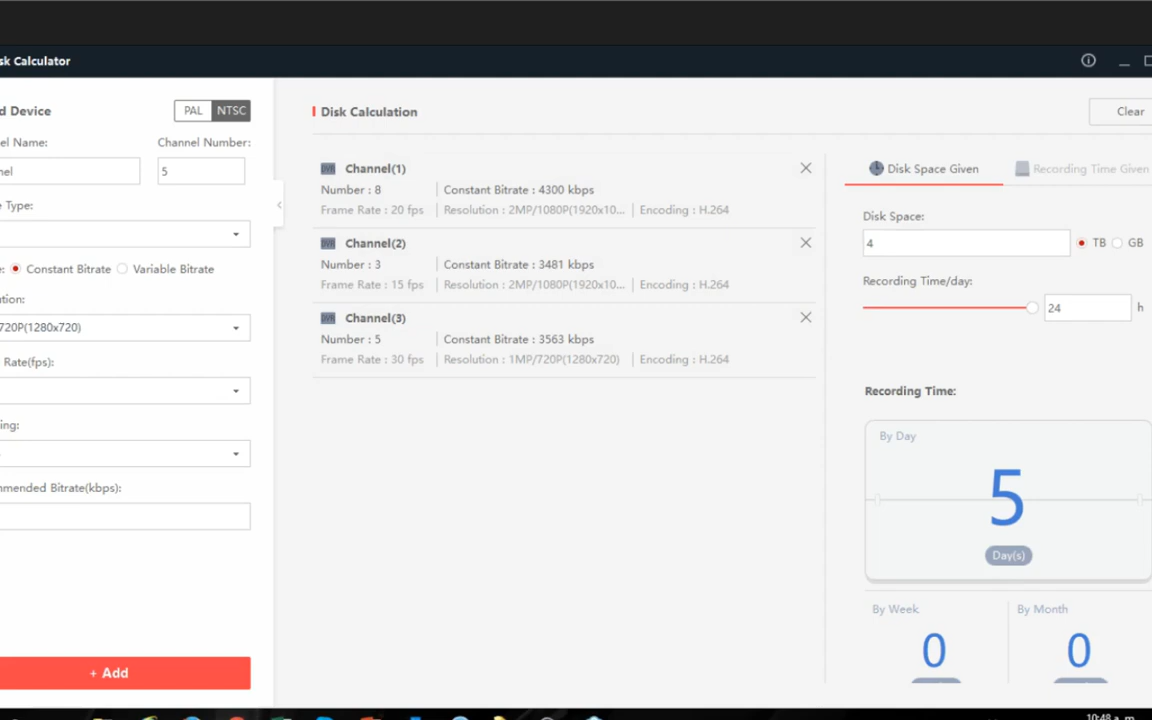 sk Calculator
d Device
PAL NTSC
el Name:
Channel Number:
nel
5
e Type:
e: Constant Bitrate Variable Bitrate
tion:
720P(1280x720)
Rate(fps):
ing:
mmended Bitrate(kbps):
+ Add
Disk Calculation
Clear
Channel(1)
Number : 8 Constant Bitrate : 4300 kbps
Frame Rate : 20 fps Resolution : 2MP/1080P(1920x10... Encoding : H.264
Channel(2)
Number : 3 Constant Bitrate : 3481 kbps
Frame Rate : 15 fps Resolution : 2MP/1080P(1920x10... Encoding : H.264
Channel(3)
Number : 5 Constant Bitrate : 3563 kbps
Frame Rate : 30 fps Resolution : 1MP/720P(1280x720) Encoding : H.264
Disk Space Given Recording Time Given
Disk Space:
4 TB GB
Recording Time/day:
24 h
Recording Time:
By Day
5
Day(s)
By Week By Month
0 0
10:48 a. m.